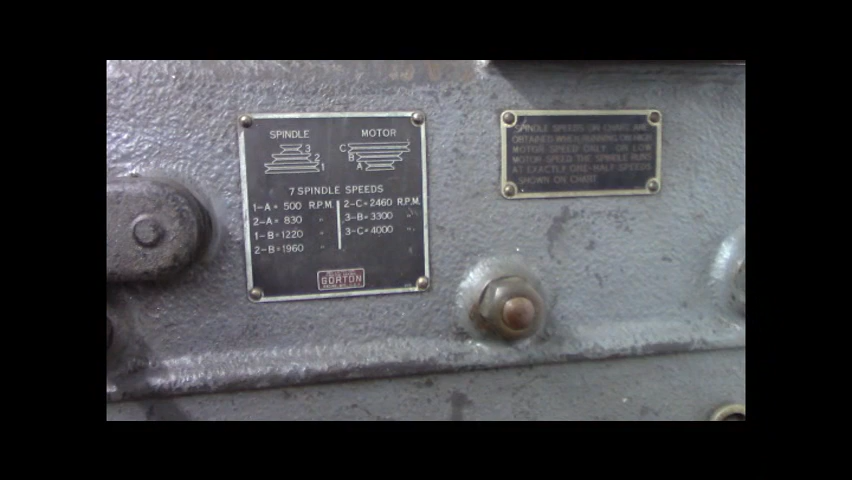 SPINDLE MOTOR
3
2
1
C
B
A
7 SPINDLE SPEEDS
1-A = 500 R.P.M. 2-C = 2460 R.P.M.
2-A = 830 " 3-B = 3300 "
1-B = 1220 " 3-C = 4000 "
2-B = 1960 "
GORTON
SPINDLE SPEEDS ON CHART ARE
OBTAINED WHEN RUNNING ON HIGH
MOTOR SPEED ONLY. ON LOW
MOTOR SPEED THE SPINDLE RUNS
AT EXACTLY ONE-HALF SPEEDS
SHOWN ON CHART